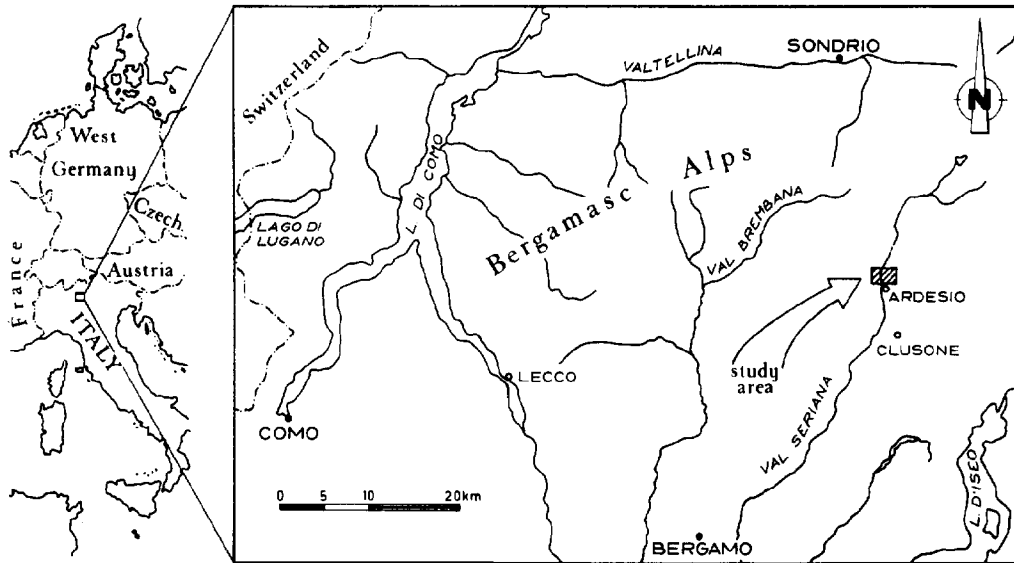 West
Germany
Czech.
Austria
France
ITALY
Switzerland
LAGO DI
LUGANO
L. DI COMO
COMO
LECCO
VALTELLINA
SONDRIO
N
Bergamasc Alps
VAL BREMBANA
ARDESIO
CLUSONE
study
area
VAL SERIANA
BERGAMO
L. D'ISEO
0 5 10 20km